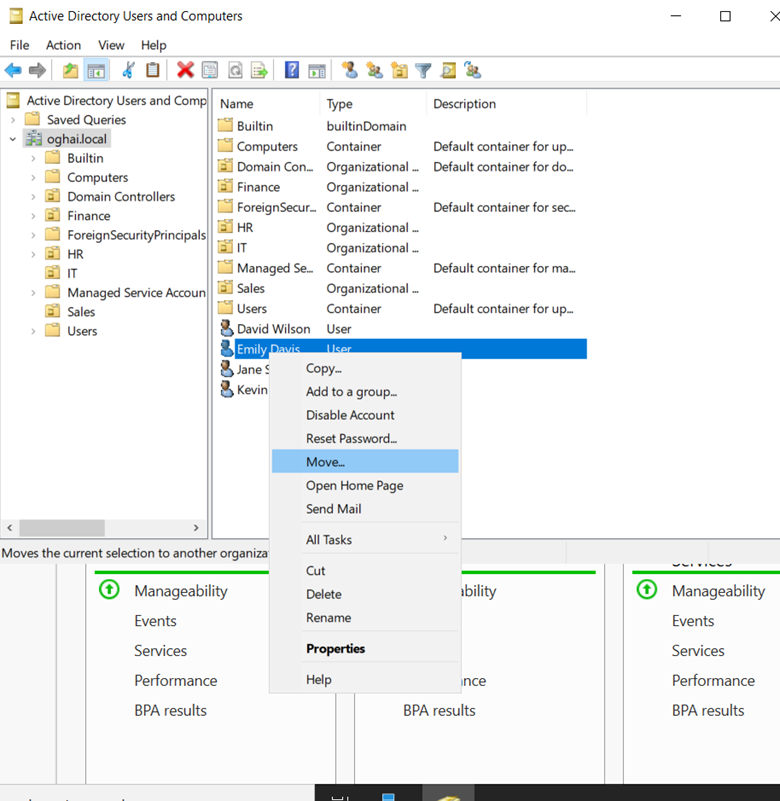 Active Directory Users and Computers
File Action View Help
Active Directory Users and Comp
Saved Queries
oghai.local
Builtin
Computers
Domain Controllers
Finance
ForeignSecurityPrincipals
HR
IT
Managed Service Accoun
Sales
Users
Name Type Description
Builtin builtinDomain
Computers Container Default container for up...
Domain Con... Organizational ... Default container for do...
Finance Organizational ...
ForeignSecur... Container Default container for sec...
HR Organizational ...
IT Organizational ...
Managed Se... Container Default container for ma...
Sales Organizational ...
Users Container Default container for up...
David Wilson User
Emily Davis User
Jane S
Kevin
Copy...
Add to a group...
Disable Account
Reset Password...
Move...
Open Home Page
Send Mail
All Tasks
Cut
Delete
Rename
Properties
Help
Moves the current selection to another organiza
Manageability
Events
Services
Performance
BPA results
ability
nce
BPA results
Services
Manageability
Events
Services
Performance
BPA results